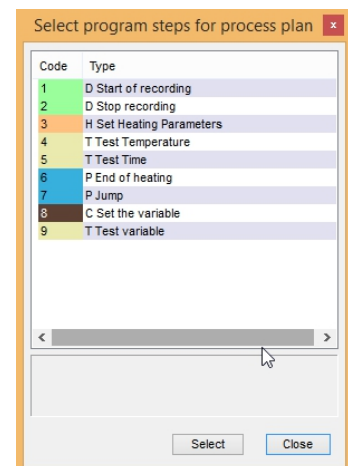 Select program steps for process plan x
Code Type
1 D Start of recording
2 D Stop recording
3 H Set Heating Parameters
4 T Test Temperature
5 T Test Time
6 P End of heating
7 P Jump
8 C Set the variable
9 T Test variable
Select Close